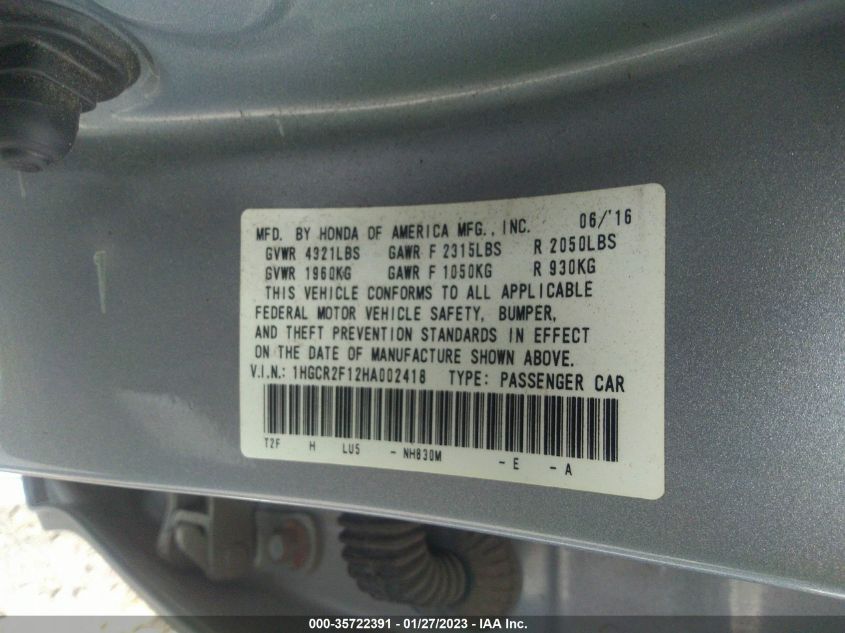 MFD. BY HONDA OF AMERICA MFG., INC. 06/'16
GVWR 4321LBS GAWR F 2315LBS R 2050LBS
GVWR 1960KG GAWR F 1050KG R 930KG
THIS VEHICLE CONFORMS TO ALL APPLICABLE
FEDERAL MOTOR VEHICLE SAFETY, BUMPER,
AND THEFT PREVENTION STANDARDS IN EFFECT
ON THE DATE OF MANUFACTURE SHOWN ABOVE.
V.I.N.: 1HGCR2F12HA002418 TYPE: PASSENGER CAR
T2F H LU5 - NH830M - E - A
000-35722391 - 01/27/2023 - IAA Inc.